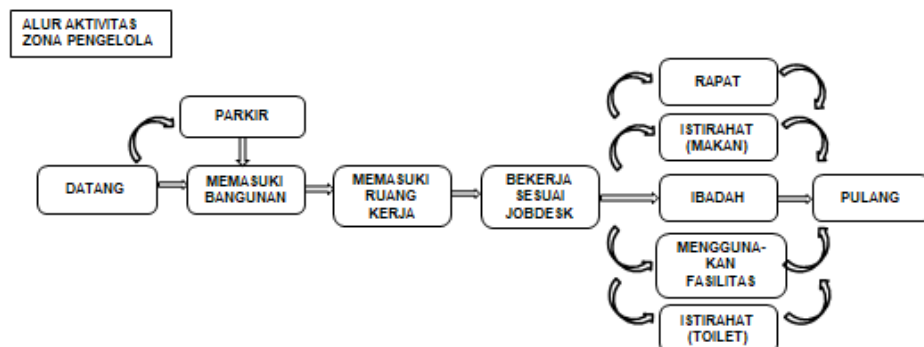 ALUR AKTIVITAS
ZONA PENGELOLA
PARKIR
DATANG
MEMASUKI
BANGUNAN
MEMASUKI
RUANG
KERJA
BEKERJA
SESUAI
JOBDESK
RAPAT
ISTIRAHAT
(MAKAN)
IBADAH
MENGGUNA-
KAN
FASILITAS
ISTIRAHAT
(TOILET)
PULANG